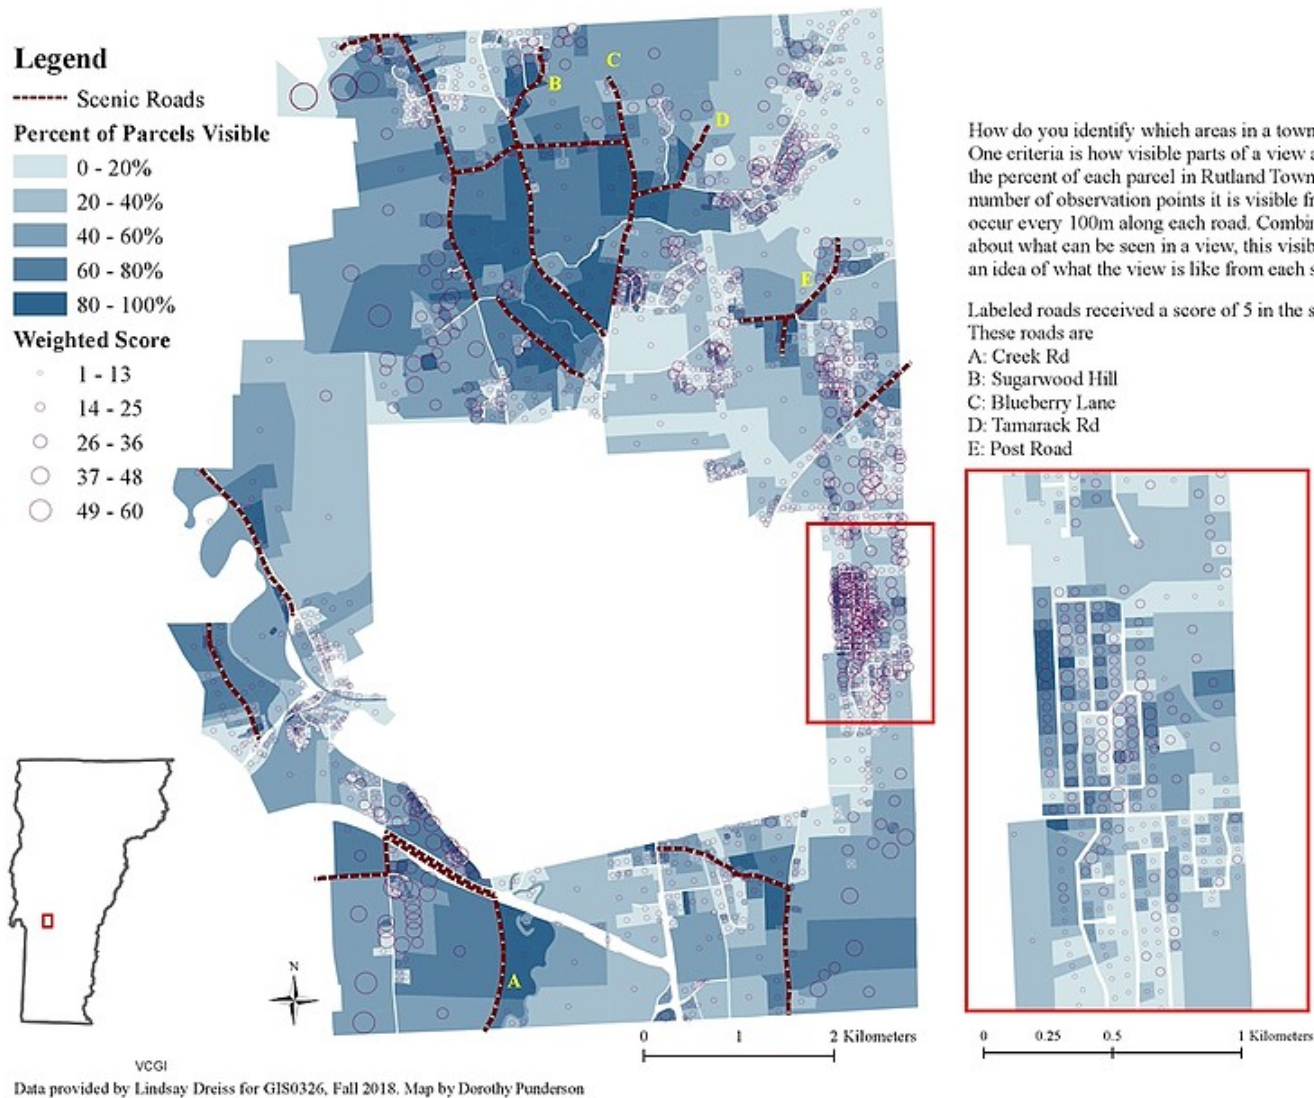 Legend
Scenic Roads
Percent of Parcels Visible
0 - 20%
20 - 40%
40 - 60%
60 - 80%
80 - 100%
Weighted Score
1 - 13
14 - 25
26 - 36
37 - 48
49 - 60
B
C
D
E
A
How do you identify which areas in a town
One criteria is how visible parts of a view a
the percent of each parcel in Rutland Town
number of observation points it is visible fr
occur every 100m along each road. Combin
about what can be seen in a view, this visib
an idea of what the view is like from each s
Labeled roads received a score of 5 in the s
These roads are
A: Creek Rd
B: Sugarwood Hill
C: Blueberry Lane
D: Tamarack Rd
E: Post Road
N
0 1 2 Kilometers
0 0.25 0.5 1 Kilometers
VCGI
Data provided by Lindsay Dreiss for GIS0326, Fall 2018. Map by Dorothy Punderson